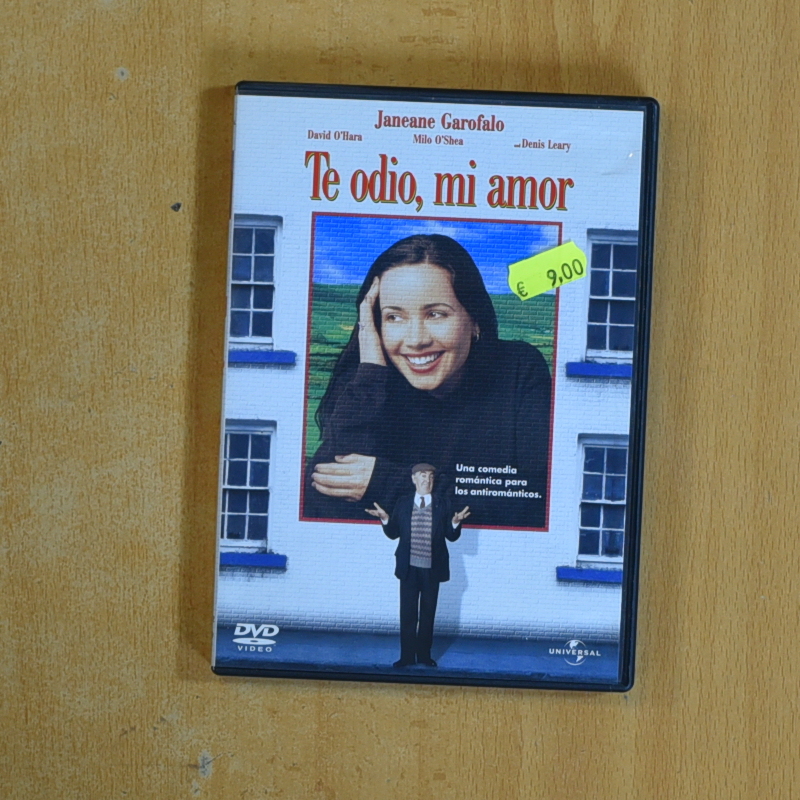 Janeane Garofalo
David O'Hara Milo O'Shea and Denis Leary
Te odio, mi amor
€ 9,00
Una comedia
romántica para
los antirománticos.
DVD
VIDEO
UNIVERSAL